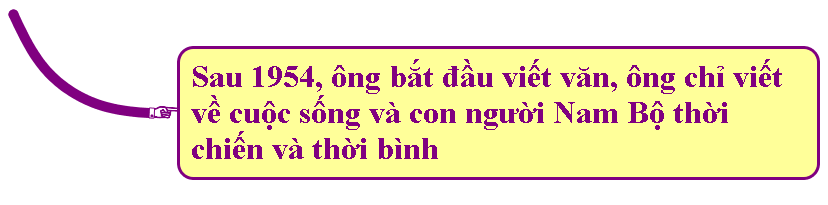 Sau 1954, ông bắt đầu viết văn, ông chỉ viết
về cuộc sống và con người Nam Bộ thời
chiến và thời bình